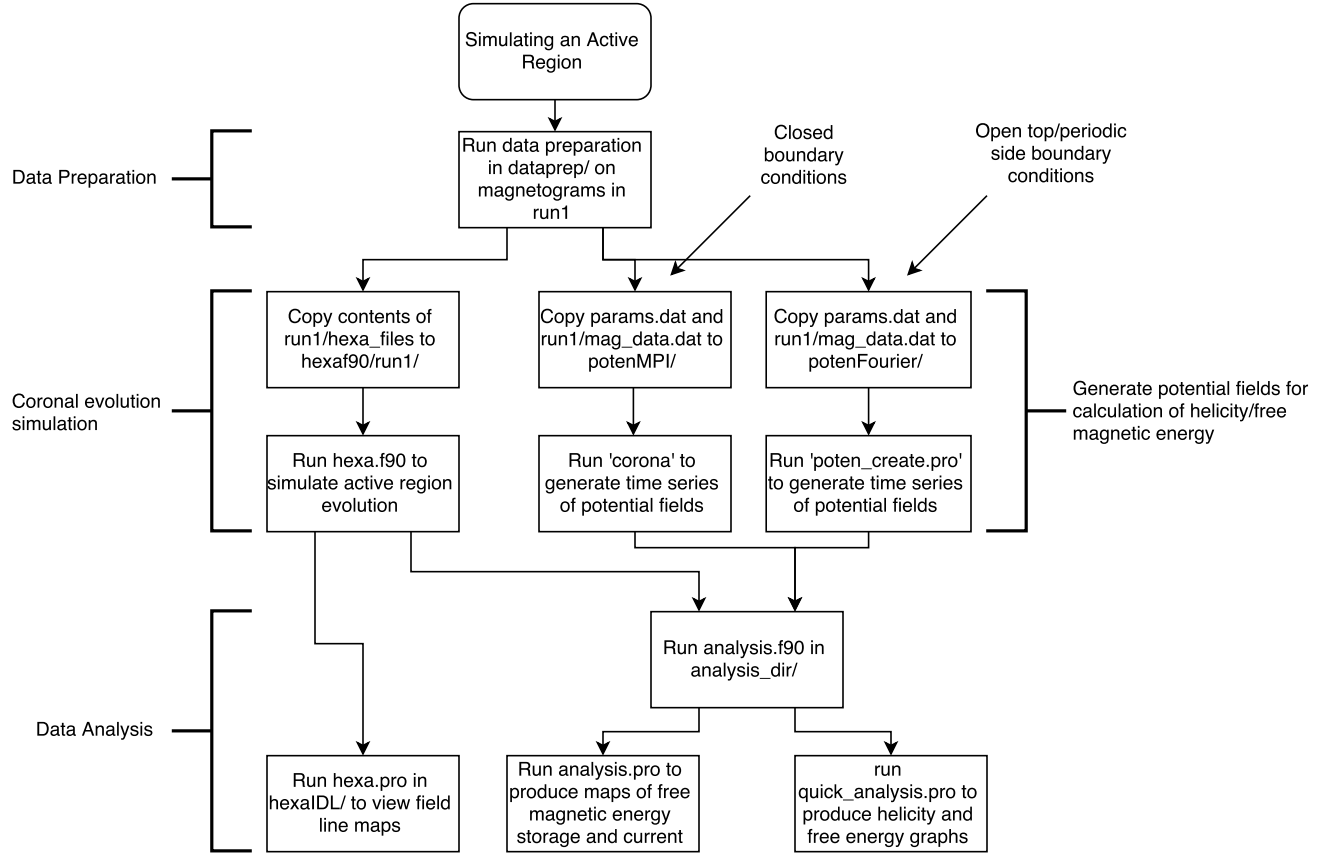 Simulating an Active
Region
Run data preparation
in dataprep/ on
magnetograms in
run1
Closed
boundary
conditions
Open top/periodic
side boundary
conditions
Data Preparation
Copy contents of
run1/hexa_files to
hexaf90/run1/
Copy params.dat and
run1/mag_data.dat to
potenMPI/
Copy params.dat and
run1/mag_data.dat to
potenFourier/
Coronal evolution
simulation
Generate potential fields for
calculation of helicity/free
magnetic energy
Run hexa.f90 to
simulate active region
evolution
Run 'corona' to
generate time series
of potential fields
Run 'poten_create.pro'
to generate time series
of potential fields
Run analysis.f90 in
analysis_dir/
Data Analysis
Run hexa.pro in
hexaIDL/ to view field
line maps
Run analysis.pro to
produce maps of free
magnetic energy
storage and current
run
quick_analysis.pro to
produce helicity and
free energy graphs